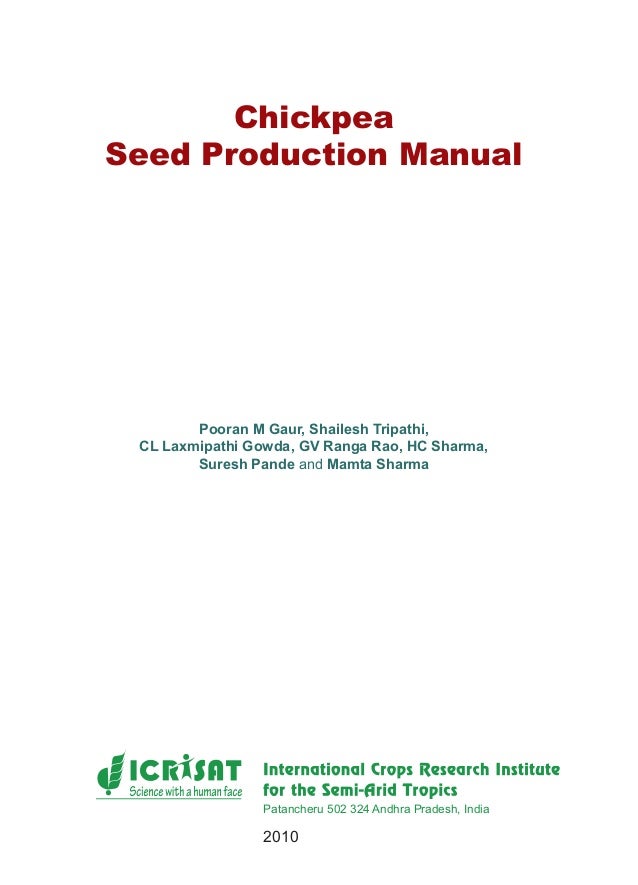 Chickpea
Seed Production Manual
Pooran M Gaur, Shailesh Tripathi,
CL Laxmipathi Gowda, GV Ranga Rao, HC Sharma,
Suresh Pande and Mamta Sharma
ICRISAT
Science with a human face
International Crops Research Institute
for the Semi-Arid Tropics
Patancheru 502 324 Andhra Pradesh, India
2010